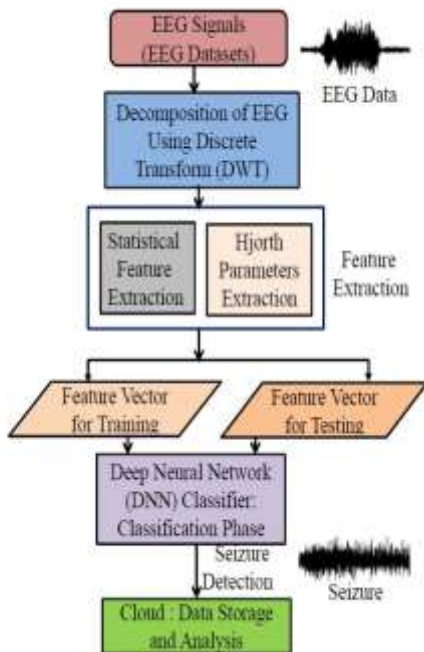 EEG Signals
(EEG Datasets)
EEG Data
Decomposition of EEG
Using Discrete
Transform (DWT)
Statistical
Feature
Extraction
Hjorth
Parameters
Extraction
Feature
Extraction
Feature Vector
for Training
Feature Vector
for Testing
Deep Neural Network
(DNN) Classifier:
Classification Phase
Seizure
Detection
Seizure
Cloud : Data Storage
and Analysis